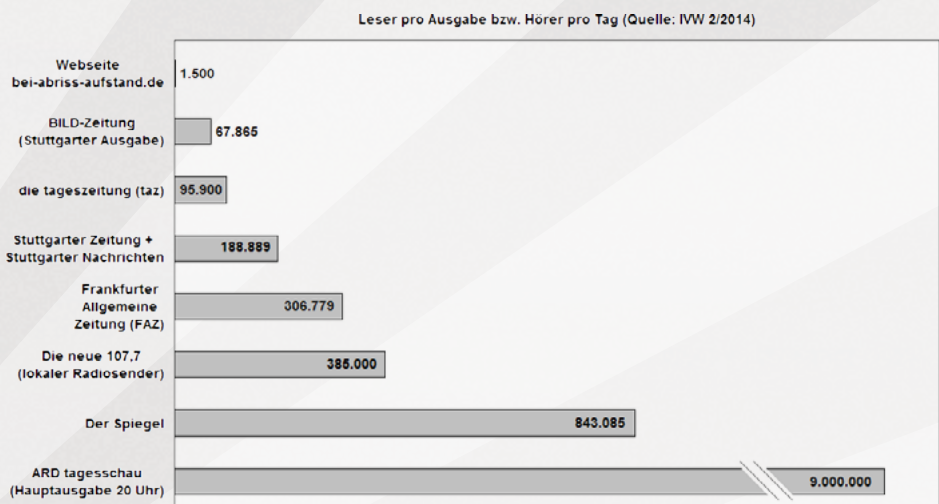 Leser pro Ausgabe bzw. Hörer pro Tag (Quelle: IVW 2/2014)
Webseite
bei-abriss-aufstand.de
1.500
BILD-Zeitung
(Stuttgarter Ausgabe)
67.865
die tageszeitung (taz)
95.900
Stuttgarter Zeitung +
Stuttgarter Nachrichten
188.889
Frankfurter
Allgemeine
Zeitung (FAZ)
306.779
Die neue 107,7
(lokaler Radiosender)
385.000
Der Spiegel
843.085
ARD tagesschau
(Hauptausgabe 20 Uhr)
9.000.000